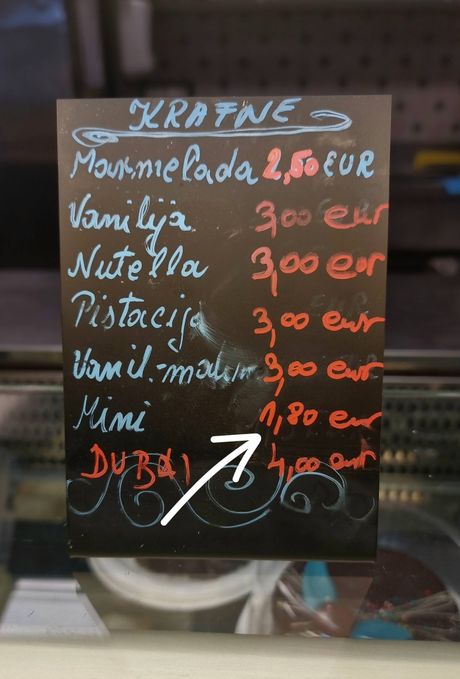 KRAFNE
Marmelada 2,50 EUR
Vanilija 3,00 eur
Nutella 3,00 eur
Pistacija 3,00 eur
Vanil.-malina 3,00 eur
Mini 1,80 eur
DUBAI 4,00 eur